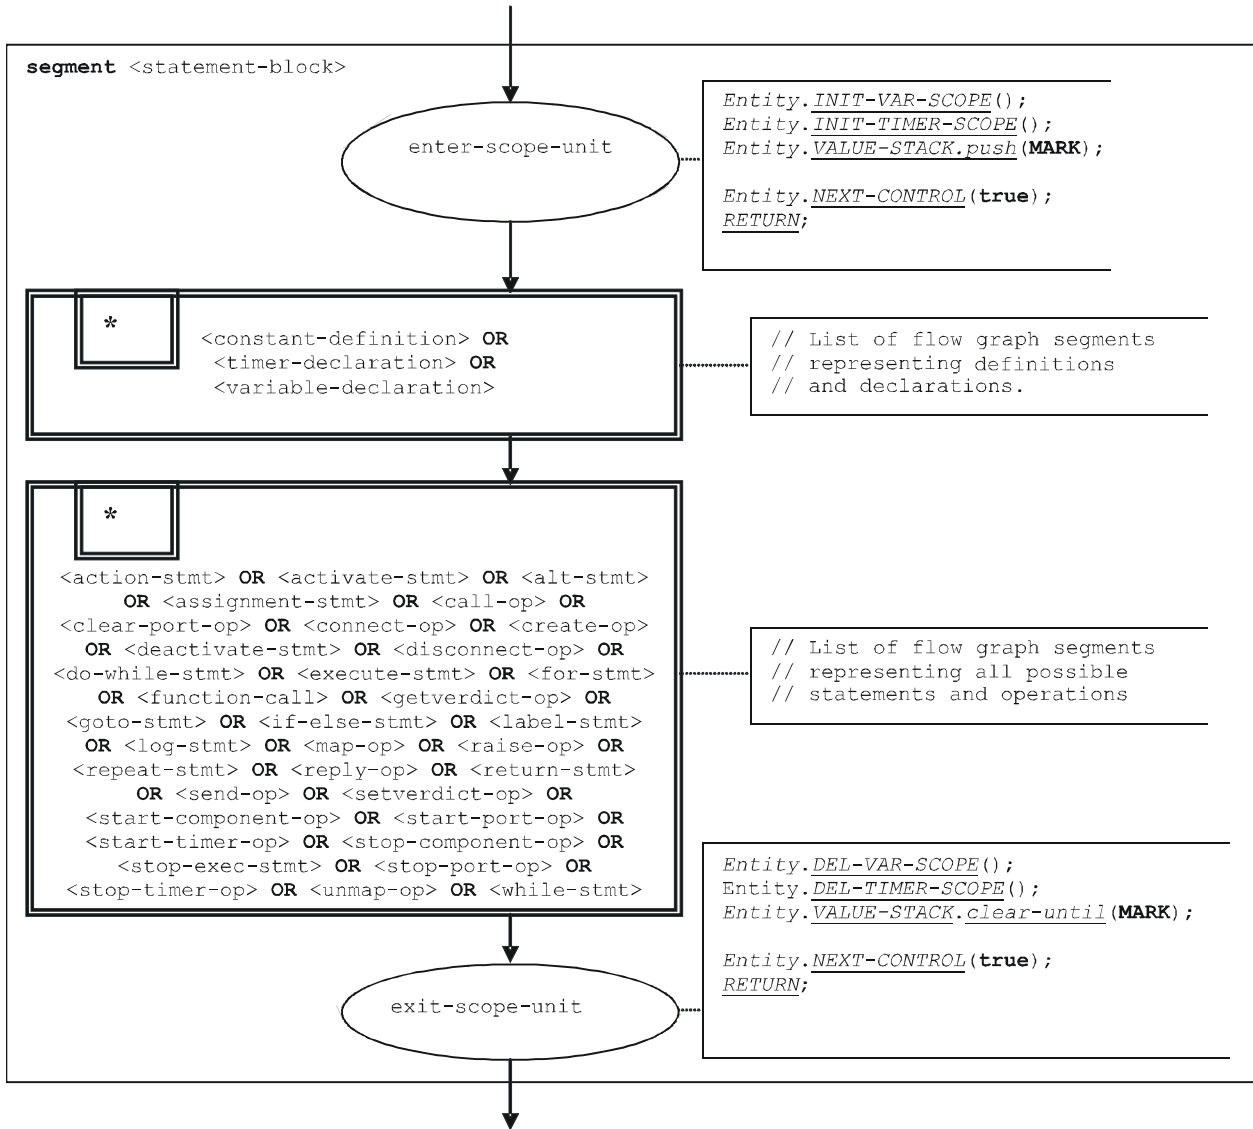 segment <statement-block>
enter-scope-unit
Entity.INIT-VAR-SCOPE();
Entity.INIT-TIMER-SCOPE();
Entity.VALUE-STACK.push(MARK);
Entity.NEXT-CONTROL(true);
RETURN;
*
<constant-definition> OR
<timer-declaration> OR
<variable-declaration>
// List of flow graph segments
// representing definitions
// and declarations.
*
<action-stmt> OR <activate-stmt> OR <alt-stmt>
OR <assignment-stmt> OR <call-op> OR
<clear-port-op> OR <connect-op> OR <create-op>
OR <deactivate-stmt> OR <disconnect-op> OR
<do-while-stmt> OR <execute-stmt> OR <for-stmt>
OR <function-call> OR <getverdict-op> OR
<goto-stmt> OR <if-else-stmt> OR <label-stmt>
OR <log-stmt> OR <map-op> OR <raise-op> OR
<repeat-stmt> OR <reply-op> OR <return-stmt>
OR <send-op> OR <setverdict-op> OR
<start-component-op> OR <start-port-op> OR
<start-timer-op> OR <stop-component-op> OR
<stop-exec-stmt> OR <stop-port-op> OR
<stop-timer-op> OR <unmap-op> OR <while-stmt>
// List of flow graph segments
// representing all possible
// statements and operations
exit-scope-unit
Entity.DEL-VAR-SCOPE();
Entity.DEL-TIMER-SCOPE();
Entity.VALUE-STACK.clear-until(MARK);
Entity.NEXT-CONTROL(true);
RETURN;